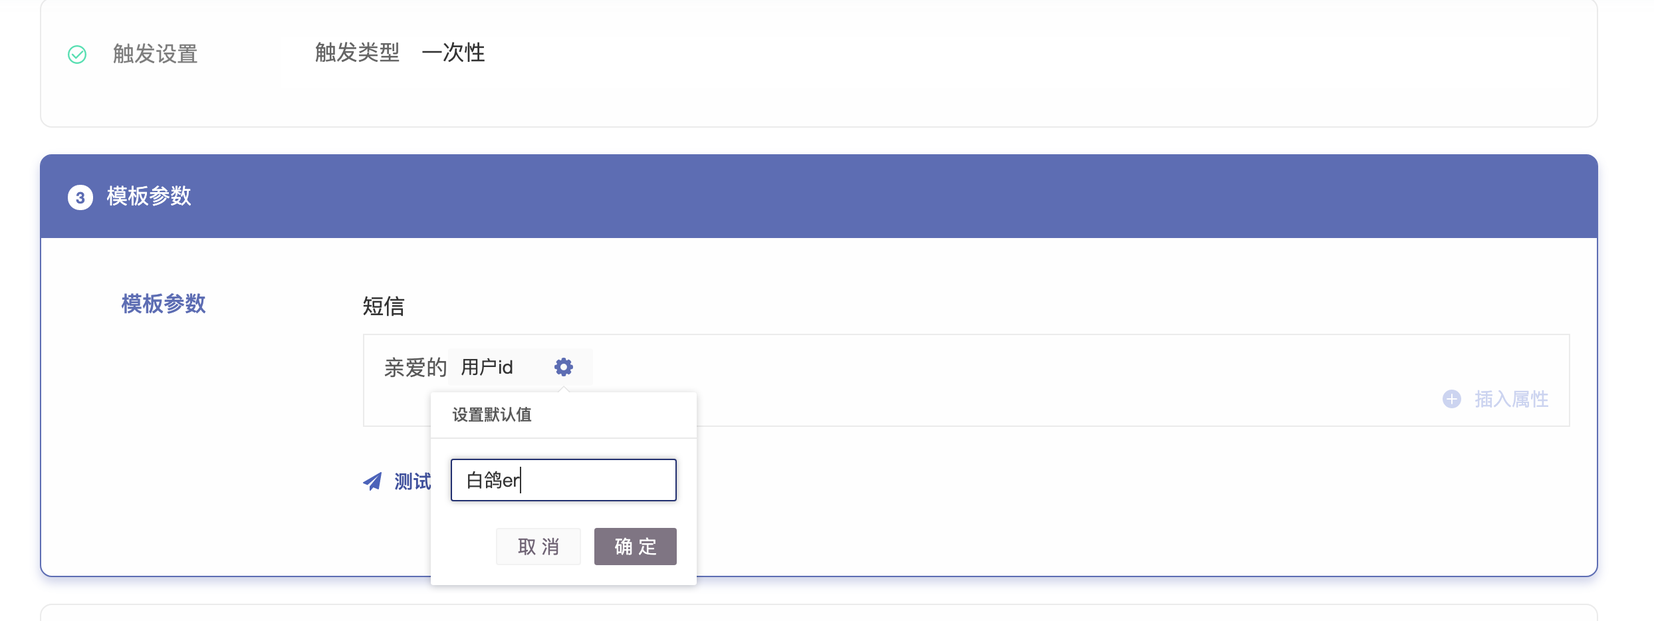 触发设置 触发类型 一次性
3 模板参数
模板参数 短信
亲爱的 用户id
插入属性
设置默认值
测试
白鸽er
取消 确定